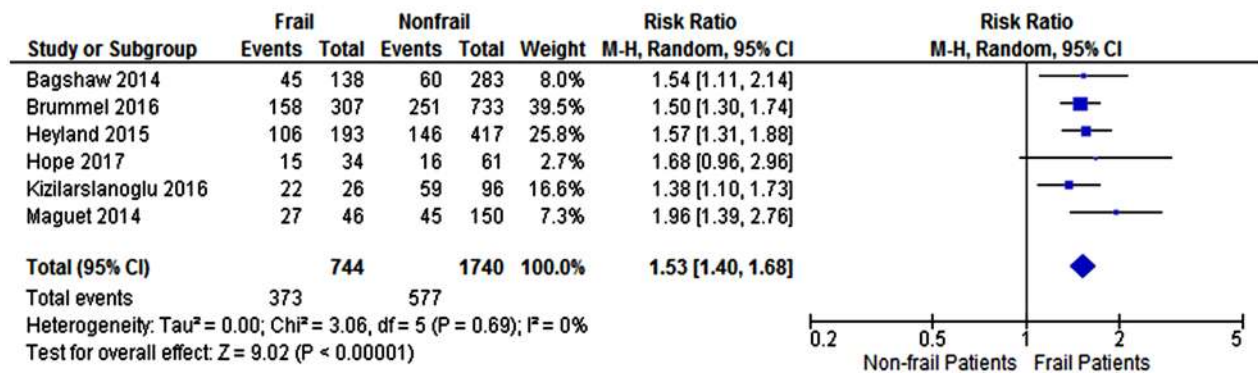 Frail Nonfrail Risk Ratio Risk Ratio
Study or Subgroup Events Total Events Total Weight M-H, Random, 95% CI M-H, Random, 95% CI
Bagshaw 2014 45 138 60 283 8.0% 1.54 [1.11, 2.14]
Brummel 2016 158 307 251 733 39.5% 1.50 [1.30, 1.74]
Heyland 2015 106 193 146 417 25.8% 1.57 [1.31, 1.88]
Hope 2017 15 34 16 61 2.7% 1.68 [0.96, 2.96]
Kizilarslanoglu 2016 22 26 59 96 16.6% 1.38 [1.10, 1.73]
Maguet 2014 27 46 45 150 7.3% 1.96 [1.39, 2.76]
Total (95% CI) 744 1740 100.0% 1.53 [1.40, 1.68]
Total events 373 577
Heterogeneity: Tau² = 0.00; Chi² = 3.06, df = 5 (P = 0.69); I² = 0%
Test for overall effect: Z = 9.02 (P < 0.00001)
0.2 0.5 1 2 5
Non-frail Patients Frail Patients